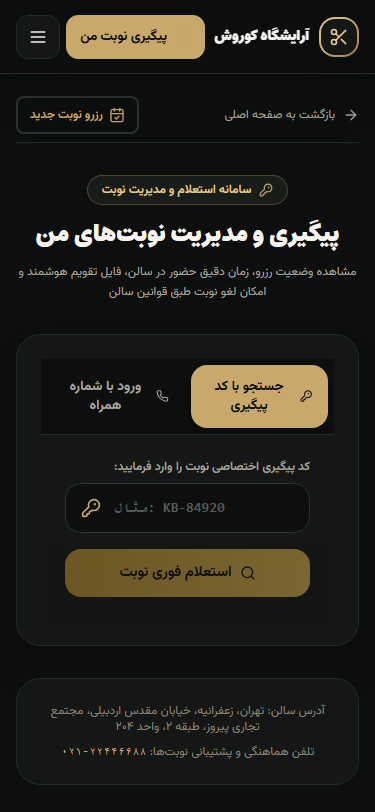 آرایشگاه کوروش
پیگیری نوبت من
بازگشت به صفحه اصلی
رزرو نوبت جدید
سامانه استعلام و مدیریت نوبت
پیگیری و مدیریت نوبت‌های من
مشاهده وضعیت رزرو، زمان دقیق حضور در سالن، فایل تقویم هوشمند و
امکان لغو نوبت طبق قوانین سالن
جستجو با کد
پیگیری
ورود با شماره
همراه
کد پیگیری اختصاصی نوبت را وارد فرمایید:
مثال: KB-84920
استعلام فوری نوبت
آدرس سالن: تهران، زعفرانیه، خیابان مقدس اردبیلی، مجتمع
تجاری پیروز، طبقه ۲، واحد ۲۰۴
تلفن هماهنگی و پشتیبانی نوبت‌ها: ۰۲۱-۲۲۴۴۶۶۸۸